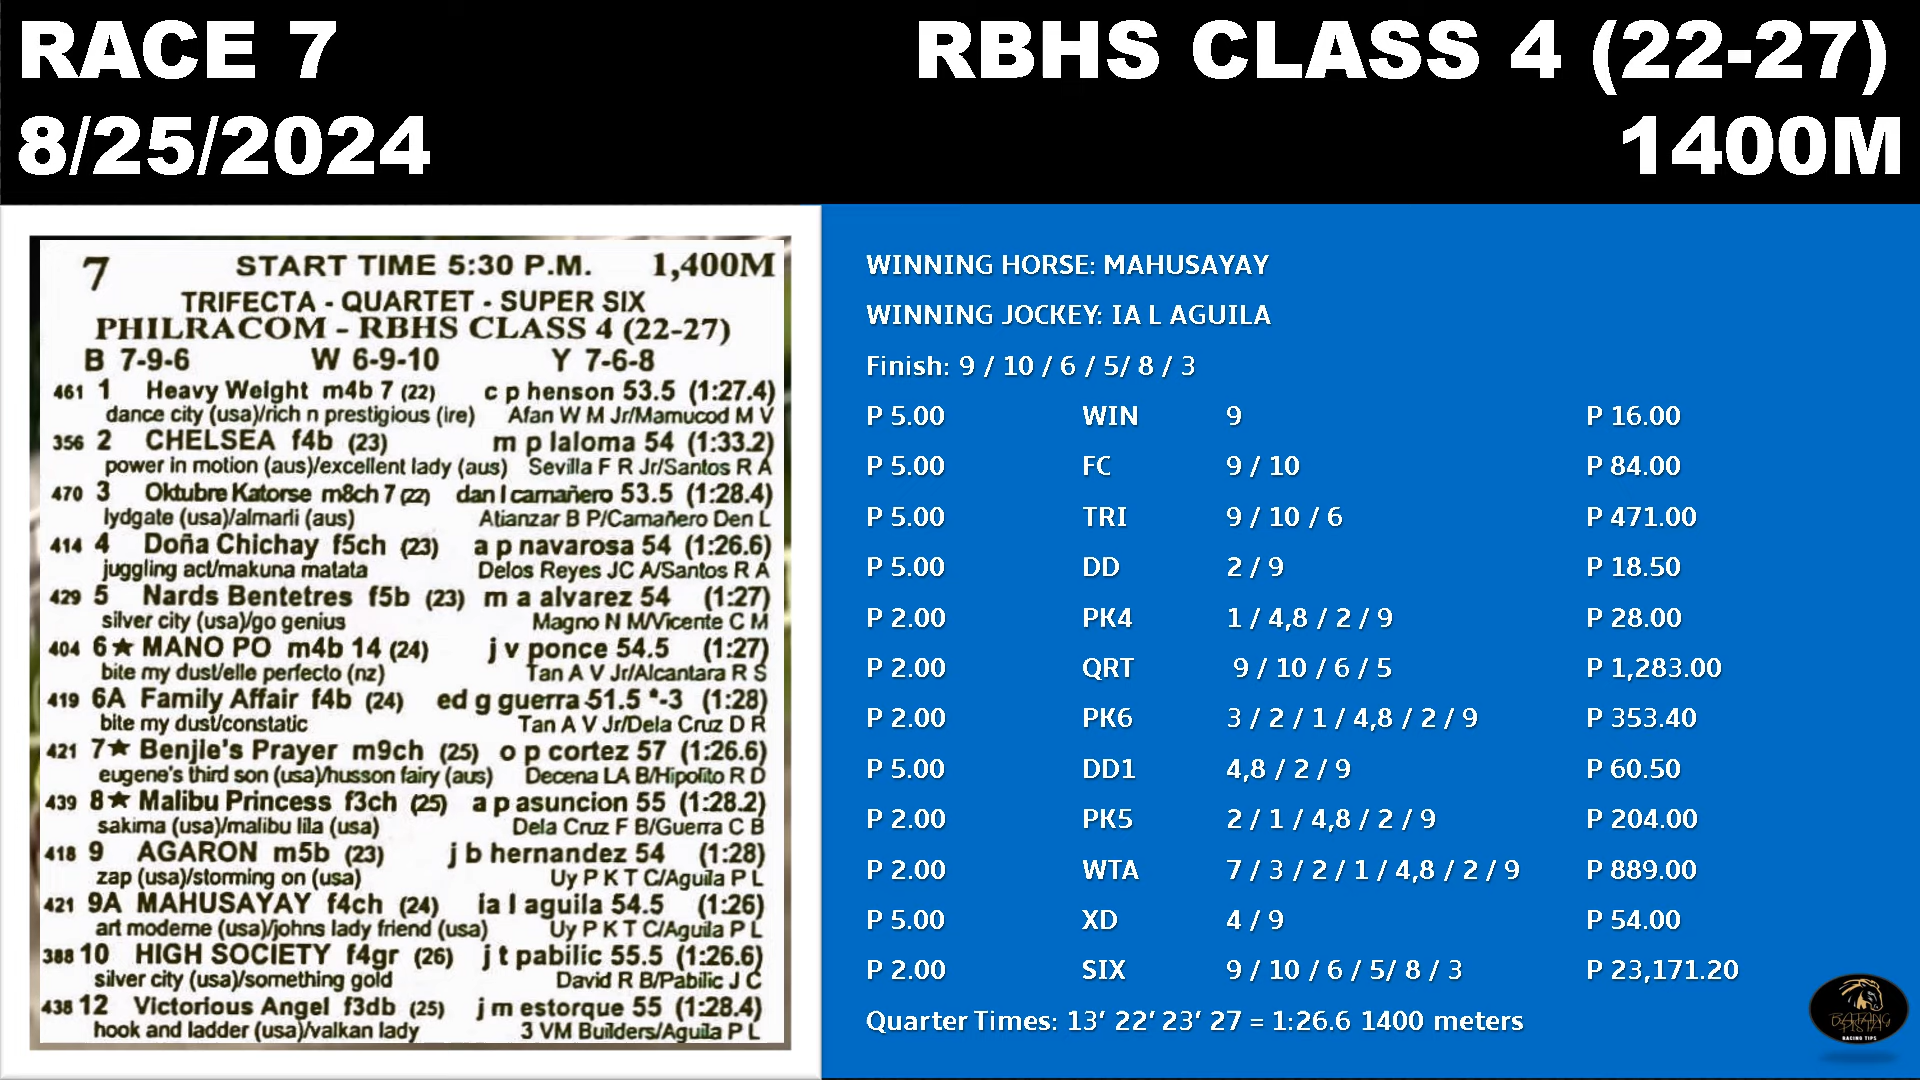 RACE 7
8/25/2024
RBHS CLASS 4 (22-27)
1400M
7 START TIME 5:30 P.M. 1,400M
TRIFECTA - QUARTET - SUPER SIX
PHILRACOM - RBHS CLASS 4 (22-27)
B 7-9-6 W 6-9-10 Y 7-6-8
461 1 Heavy Weight m4b 7 (22) c p henson 53.5 (1:27.4)
dance city (usa)/rich n prestigious (ire) Afan W M Jr/Mamucod M V
356 2 CHELSEA f4b (23) m p laloma 54 (1:33.2)
power in motion (aus)/excellent lady (aus) Sevilla F R Jr/Santos R A
470 3 Oktubre Katorse m8ch 7 (22) dan l camañero 53.5 (1:28.4)
lydgate (usa)/almarli (aus) Atianzar B P/Camañero Den L
414 4 Doña Chichay f5ch (23) a p navarosa 54 (1:26.6)
juggling act/makuna matata Delos Reyes JC A/Santos R A
429 5 Nards Bentetres f5b (23) m a alvarez 54 (1:27)
silver city (usa)/go genius Magno N M/Vicente C M
404 6★ MANO PO m4b 14 (24) j v ponce 54.5 (1:27)
bite my dust/elle perfecto (nz) Tan A V Jr/Alcantara R S
419 6A Family Affair f4b (24) ed g guerra 51.5 *-3 (1:28)
bite my dust/constatic Tan A V Jr/Dela Cruz D R
421 7★ Benjie's Prayer m9ch (25) o p cortez 57 (1:26.6)
eugene's third son (usa)/husson fairy (aus) Decena LA B/Hipolito R D
439 8★ Malibu Princess f3ch (25) a p asuncion 55 (1:28.2)
sakima (usa)/malibu lila (usa) Dela Cruz F B/Guerra C B
418 9 AGARON m5b (23) j b hernandez 54 (1:28)
zap (usa)/storming on (usa) Uy P K T C/Aguila P L
421 9A MAHUSAYAY f4ch (24) ia l aguila 54.5 (1:26)
art moderne (usa)/johns lady friend (usa) Uy P K T C/Aguila P L
388 10 HIGH SOCIETY f4gr (26) j t pabilic 55.5 (1:26.6)
silver city (usa)/something gold David R B/Pabilic J C
438 12 Victorious Angel f3db (25) j m estorque 55 (1:28.4)
hook and ladder (usa)/valkan lady 3 VM Builders/Aguila P L
WINNING HORSE: MAHUSAYAY
WINNING JOCKEY: IA L AGUILA
Finish: 9 / 10 / 6 / 5/ 8 / 3
P 5.00 WIN 9 P 16.00
P 5.00 FC 9 / 10 P 84.00
P 5.00 TRI 9 / 10 / 6 P 471.00
P 5.00 DD 2 / 9 P 18.50
P 2.00 PK4 1 / 4,8 / 2 / 9 P 28.00
P 2.00 QRT 9 / 10 / 6 / 5 P 1,283.00
P 2.00 PK6 3 / 2 / 1 / 4,8 / 2 / 9 P 353.40
P 5.00 DD1 4,8 / 2 / 9 P 60.50
P 2.00 PK5 2 / 1 / 4,8 / 2 / 9 P 204.00
P 2.00 WTA 7 / 3 / 2 / 1 / 4,8 / 2 / 9 P 889.00
P 5.00 XD 4 / 9 P 54.00
P 2.00 SIX 9 / 10 / 6 / 5/ 8 / 3 P 23,171.20
Quarter Times: 13’ 22’ 23’ 27 = 1:26.6 1400 meters
BATANG
PISTA
RACING TIPS